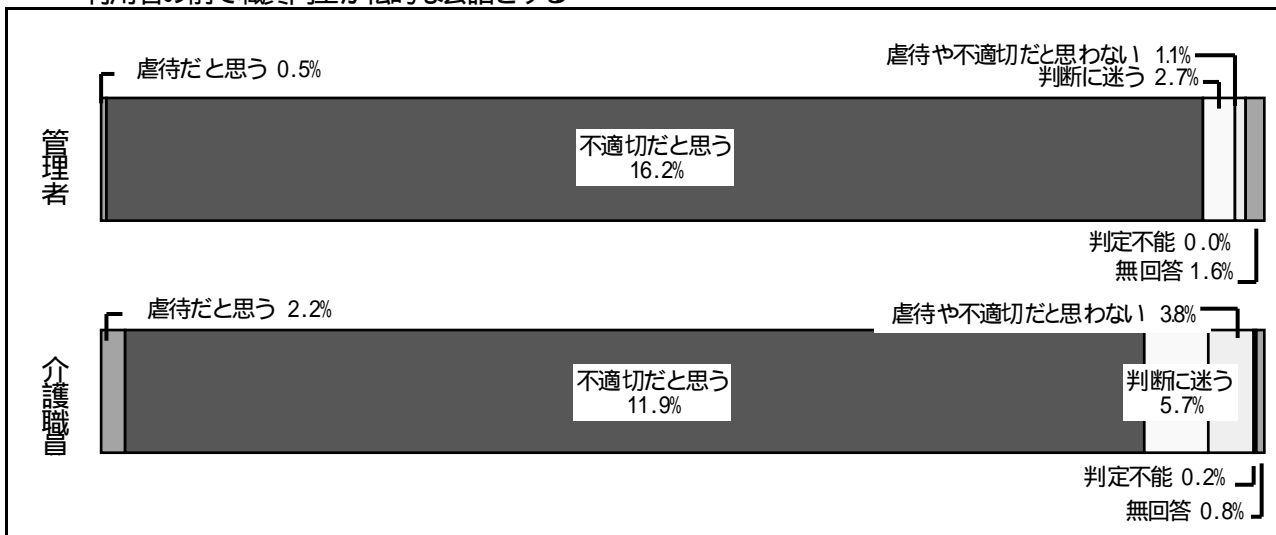 虐待だと思う 0.5%
虐待や不適切だと思わない 1.1%
判断に迷う 2.7%
管理者
不適切だと思う
16.2%
判定不能 0.0%
無回答 1.6%
虐待だと思う 2.2%
虐待や不適切だと思わない 3.8%
介護職員
不適切だと思う
11.9%
判断に迷う
5.7%
判定不能 0.2%
無回答 0.8%